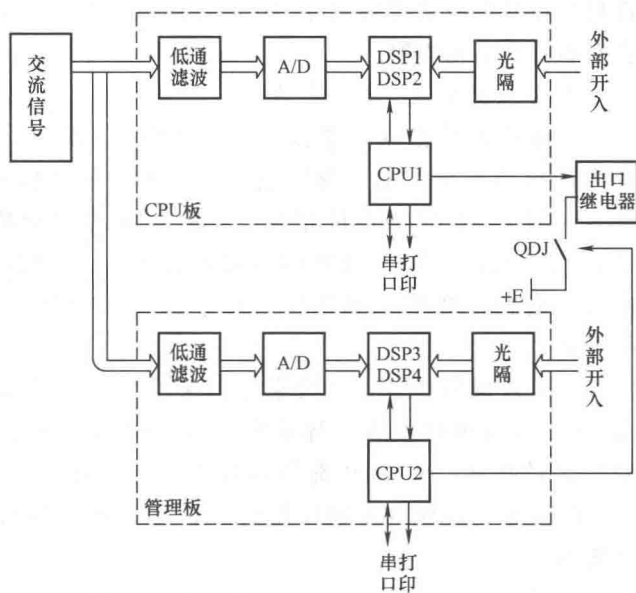 交流信号
低通
滤波
A/D
DSP1
DSP2
光隔
外部开入
CPU1
CPU板
串打
口印
出口
继电器
QDJ
+E
低通
滤波
A/D
DSP3
DSP4
光隔
外部开入
CPU2
管理板
串打
口印